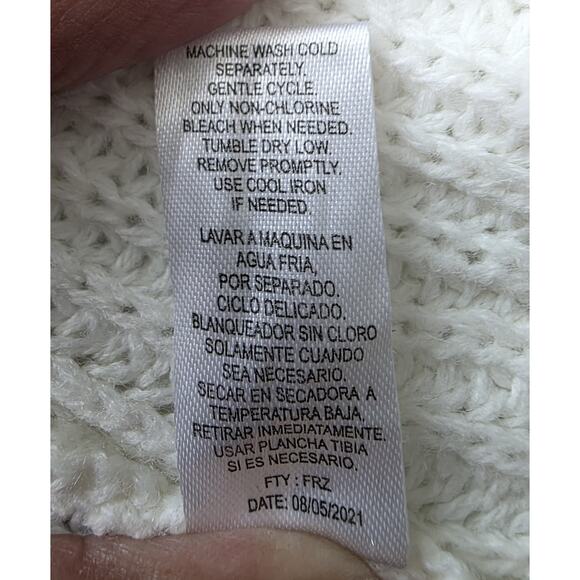 MACHINE WASH COLD
SEPARATELY.
GENTLE CYCLE.
ONLY NON-CHLORINE
BLEACH WHEN NEEDED.
TUMBLE DRY LOW.
REMOVE PROMPTLY.
USE COOL IRON
IF NEEDED.
LAVAR A MAQUINA EN
AGUA FRIA,
POR SEPARADO.
CICLO DELICADO.
BLANQUEADOR SIN CLORO
SOLAMENTE CUANDO
SEA NECESARIO.
SECAR EN SECADORA A
TEMPERATURA BAJA.
RETIRAR INMEDIATAMENTE.
USAR PLANCHA TIBIA
SI ES NECESARIO.
FTY : FRZ
DATE: 08/05/2021